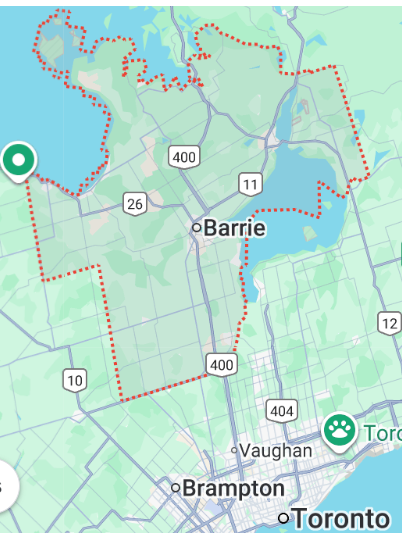 400
11
26
Barrie
12
400
10
404
Toro
Vaughan
s
Brampton
Toronto